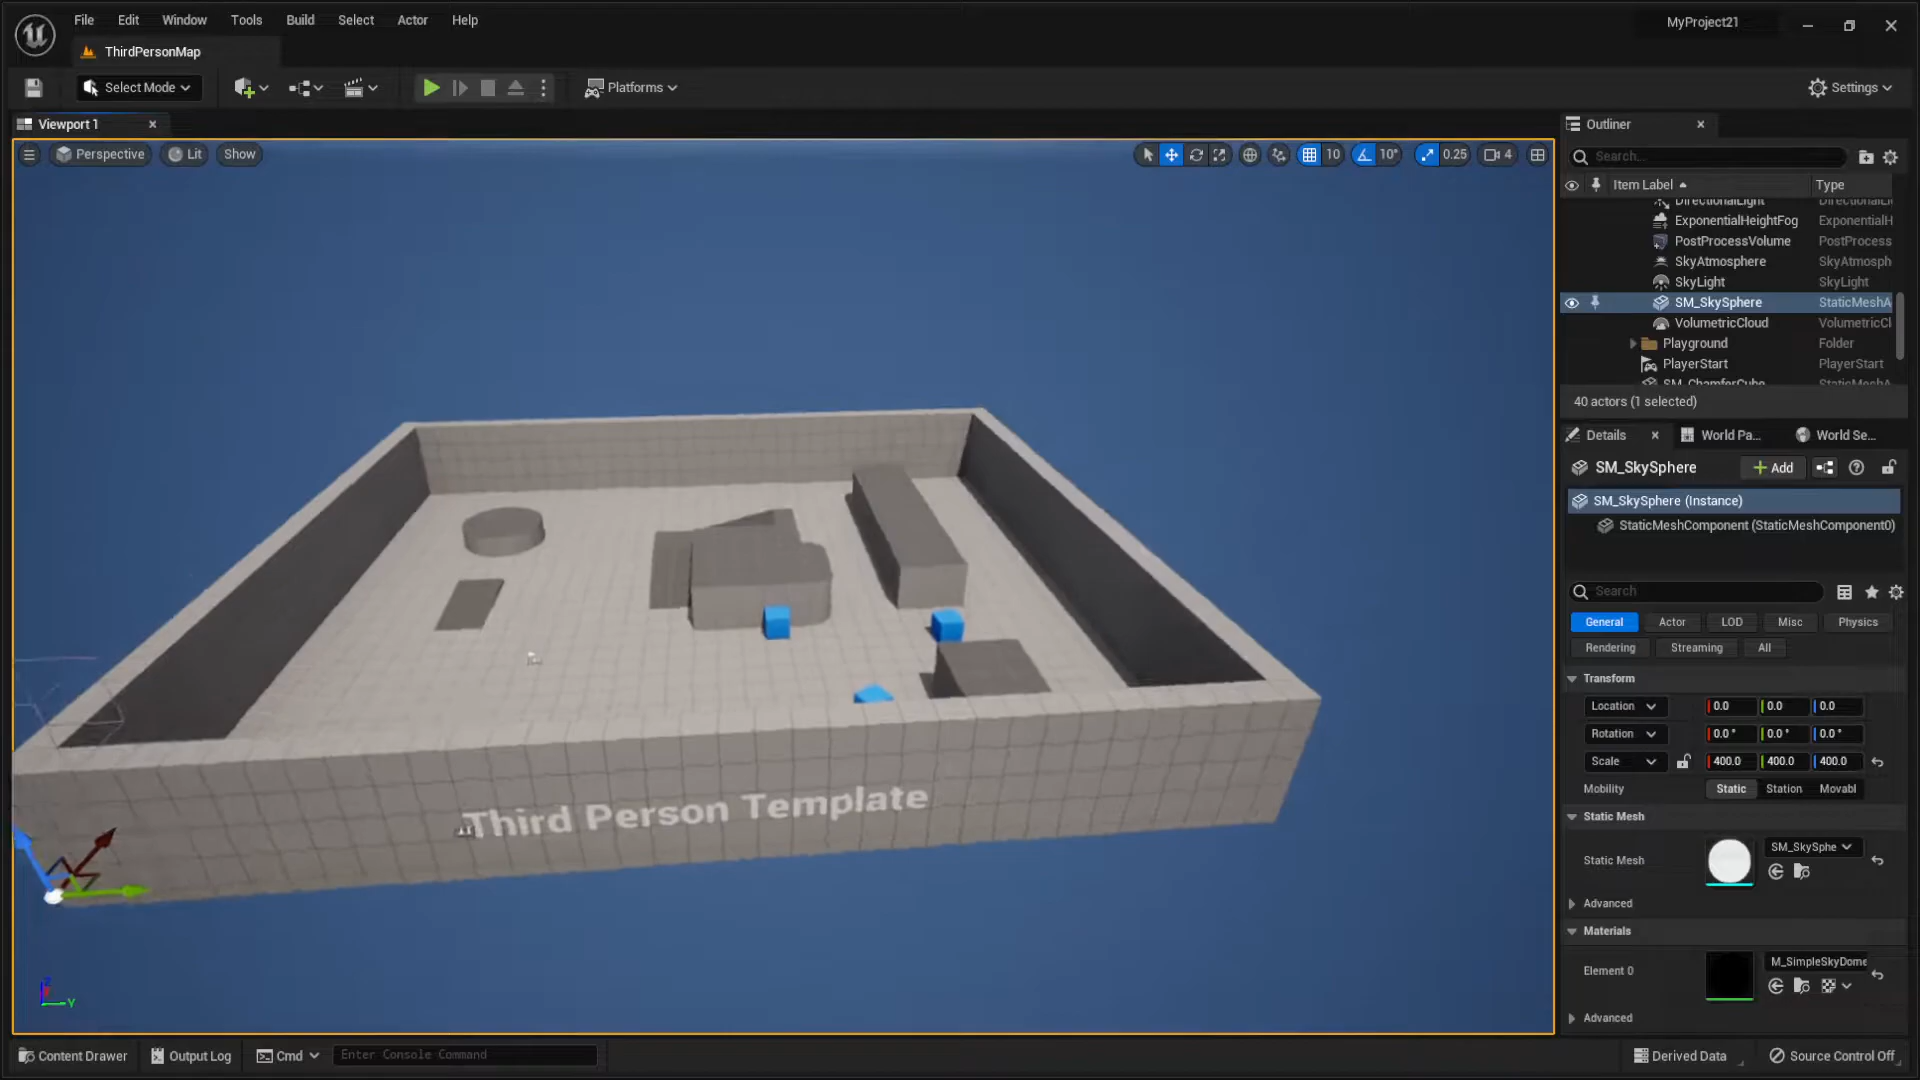 File Edit Window Tools Build Select Actor Help
MyProject21
ThirdPersonMap
Select Mode
Platforms
Settings
Viewport 1
Perspective
Lit
Show
10
10°
0.25
4
Third Person Template
Z
Y
Outliner
Search...
Item Label
Type
DirectionalLight DirectionalLi
ExponentialHeightFog ExponentialH
PostProcessVolume PostProcess
SkyAtmosphere SkyAtmosph
SkyLight SkyLight
SM_SkySphere StaticMeshA
VolumetricCloud VolumetricCl
Playground Folder
PlayerStart PlayerStart
SM_ChamferCube StaticMeshA
40 actors (1 selected)
Details
World Pa...
World Se...
SM_SkySphere
Add
SM_SkySphere (Instance)
StaticMeshComponent (StaticMeshComponent0)
Search
General Actor LOD Misc Physics
Rendering Streaming All
Transform
Location 0.0 0.0 0.0
Rotation 0.0 ° 0.0 ° 0.0 °
Scale 400.0 400.0 400.0
Mobility Static Station Movabl
Static Mesh
Static Mesh SM_SkySphe
Advanced
Materials
Element 0 M_SimpleSkyDome
Advanced
Content Drawer
Output Log
Cmd
Enter Console Command
Derived Data
Source Control Off